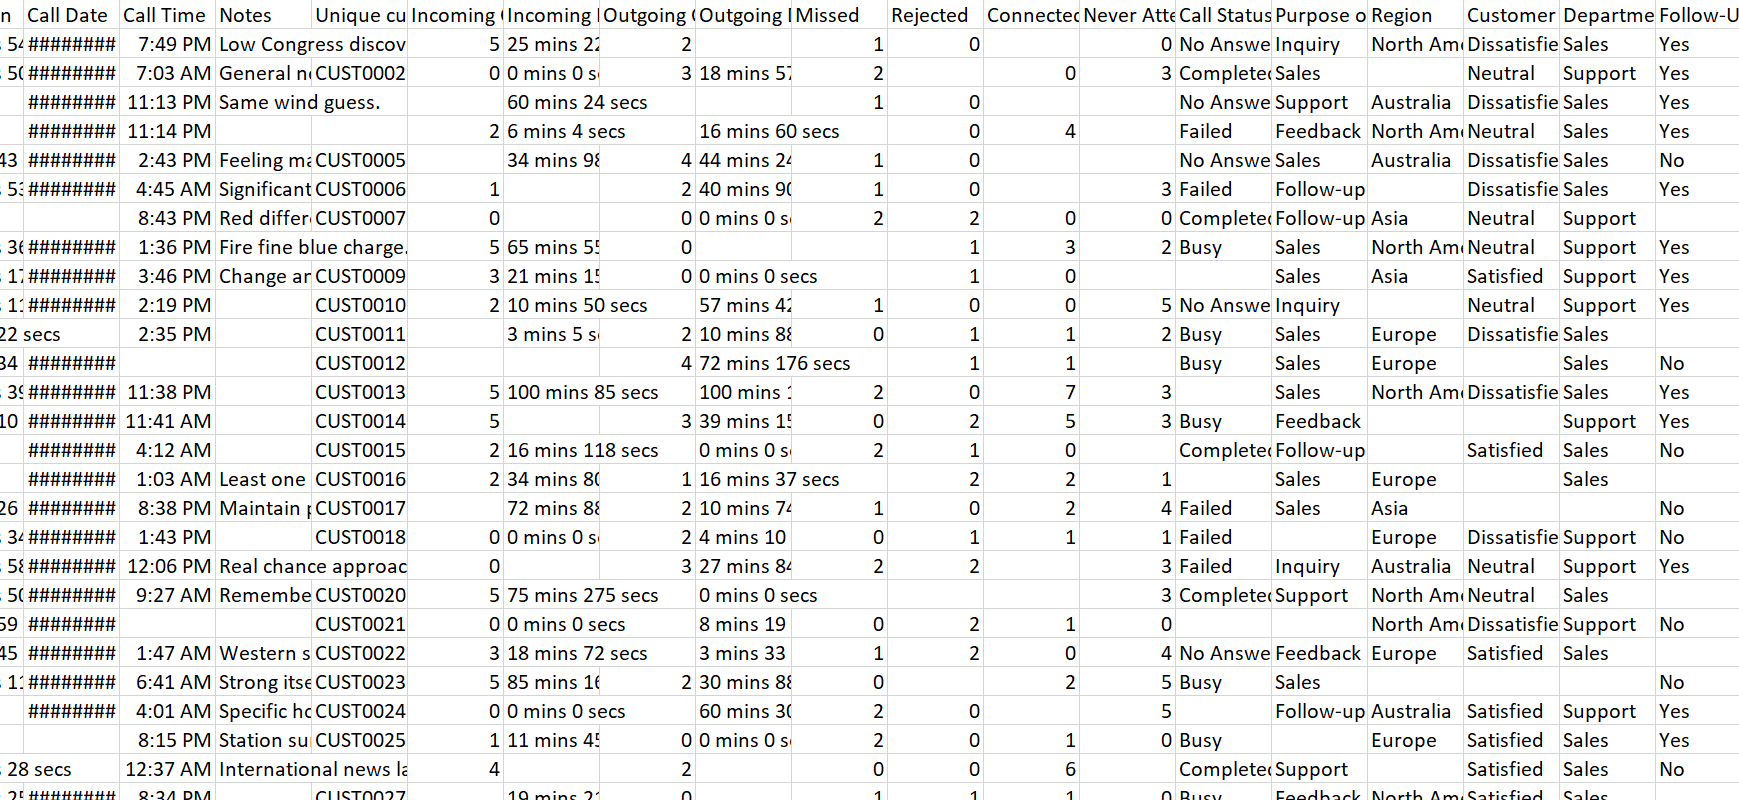 n Call Date Call Time Notes Unique cu Incoming Incoming Outgoing Outgoing Missed Rejected Connected Never Atte Call Status Purpose o Region Customer Departme Follow-U
54 ######## 7:49 PM Low Congress discov 5 25 mins 22 2 1 0 0 No Answe Inquiry North Am Dissatisfie Sales Yes
50 ######## 7:03 AM General n CUST0002 0 0 mins 0 s 3 18 mins 57 2 0 3 Complete Sales Neutral Support Yes
######## 11:13 PM Same wind guess. 60 mins 24 secs 1 0 No Answe Support Australia Dissatisfie Sales Yes
######## 11:14 PM 2 6 mins 4 secs 16 mins 60 secs 0 4 Failed Feedback North Am Neutral Sales Yes
43 ######## 2:43 PM Feeling ma CUST0005 34 mins 98 4 44 mins 24 1 0 No Answe Sales Australia Dissatisfie Sales No
53 ######## 4:45 AM Significant CUST0006 1 2 40 mins 90 1 0 3 Failed Follow-up Dissatisfie Sales Yes
8:43 PM Red differ CUST0007 0 0 0 mins 0 s 2 2 0 0 Complete Follow-up Asia Neutral Support
36 ######## 1:36 PM Fire fine blue charge. 5 65 mins 55 0 1 3 2 Busy Sales North Am Neutral Support Yes
17 ######## 3:46 PM Change an CUST0009 3 21 mins 15 0 0 mins 0 secs 1 0 Sales Asia Satisfied Support Yes
11 ######## 2:19 PM CUST0010 2 10 mins 50 secs 57 mins 42 1 0 0 5 No Answe Inquiry Neutral Support Yes
22 secs 2:35 PM CUST0011 3 mins 5 s 2 10 mins 88 0 1 1 2 Busy Sales Europe Dissatisfie Sales
34 ######## CUST0012 4 72 mins 176 secs 1 1 Busy Sales Europe Sales No
39 ######## 11:38 PM CUST0013 5 100 mins 85 secs 100 mins 2 0 7 3 Sales North Am Dissatisfie Sales Yes
10 ######## 11:41 AM CUST0014 5 3 39 mins 15 0 2 5 3 Busy Feedback Support Yes
######## 4:12 AM CUST0015 2 16 mins 118 secs 0 mins 0 s 2 1 0 Complete Follow-up Satisfied Sales No
######## 1:03 AM Least one CUST0016 2 34 mins 80 1 16 mins 37 secs 2 2 1 Sales Europe Sales
26 ######## 8:38 PM Maintain CUST0017 72 mins 88 2 10 mins 74 1 0 2 4 Failed Sales Asia No
34 ######## 1:43 PM CUST0018 0 0 mins 0 s 2 4 mins 10 0 1 1 1 Failed Europe Dissatisfie Support No
58 ######## 12:06 PM Real chance approac 0 3 27 mins 84 2 2 3 Failed Inquiry Australia Neutral Support Yes
50 ######## 9:27 AM Remembe CUST0020 5 75 mins 275 secs 0 mins 0 secs 3 Complete Support North Am Neutral Sales
59 ######## CUST0021 0 0 mins 0 secs 8 mins 19 0 2 1 0 North Am Dissatisfie Support No
45 ######## 1:47 AM Western s CUST0022 3 18 mins 72 secs 3 mins 33 1 2 0 4 No Answe Feedback Europe Satisfied Sales
11 ######## 6:41 AM Strong itse CUST0023 5 85 mins 16 2 30 mins 88 0 2 5 Busy Sales No
######## 4:01 AM Specific ho CUST0024 0 0 mins 0 secs 60 mins 30 2 0 5 Follow-up Australia Satisfied Support Yes
8:15 PM Station su CUST0025 1 11 mins 45 0 0 mins 0 s 2 0 1 0 Busy Europe Satisfied Sales Yes
28 secs 12:37 AM International news la 4 2 0 0 6 Complete Support Satisfied Sales No
######## 8:34 PM CUST0027 19 mins 0 1 1 1 0 Busy Feedback North Am Satisfied Sales